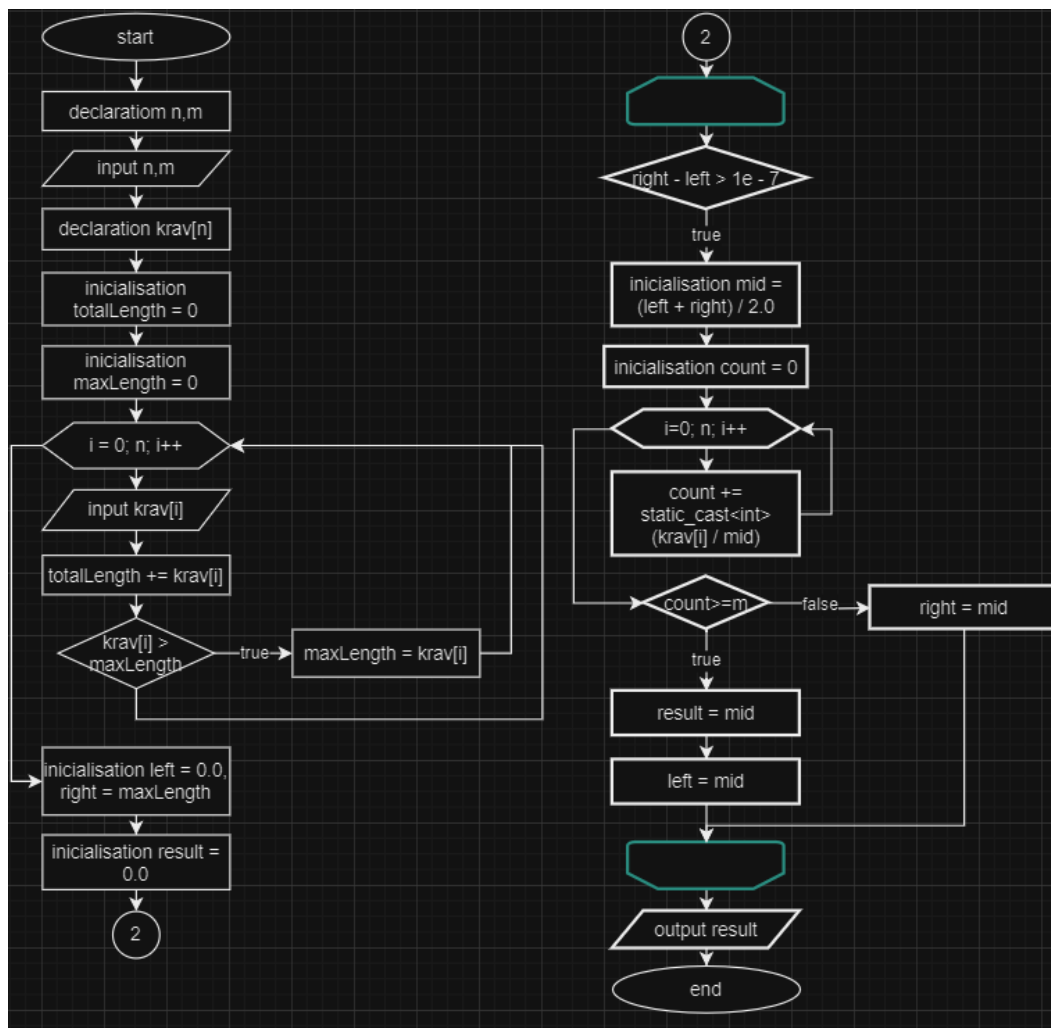 start
declaratiom n,m
input n,m
declaration krav[n]
inicialisation
totalLength = 0
inicialisation
maxLength = 0
i = 0; n; i++
input krav[i]
totalLength += krav[i]
krav[i] >
maxLength
true
maxLength = krav[i]
inicialisation left = 0.0,
right = maxLength
inicialisation result =
0.0
2
2
right - left > 1e - 7
true
inicialisation mid =
(left + right) / 2.0
inicialisation count = 0
i=0; n; i++
count +=
static_cast<int>
(krav[i] / mid)
count>=m
false
right = mid
true
result = mid
left = mid
output result
end